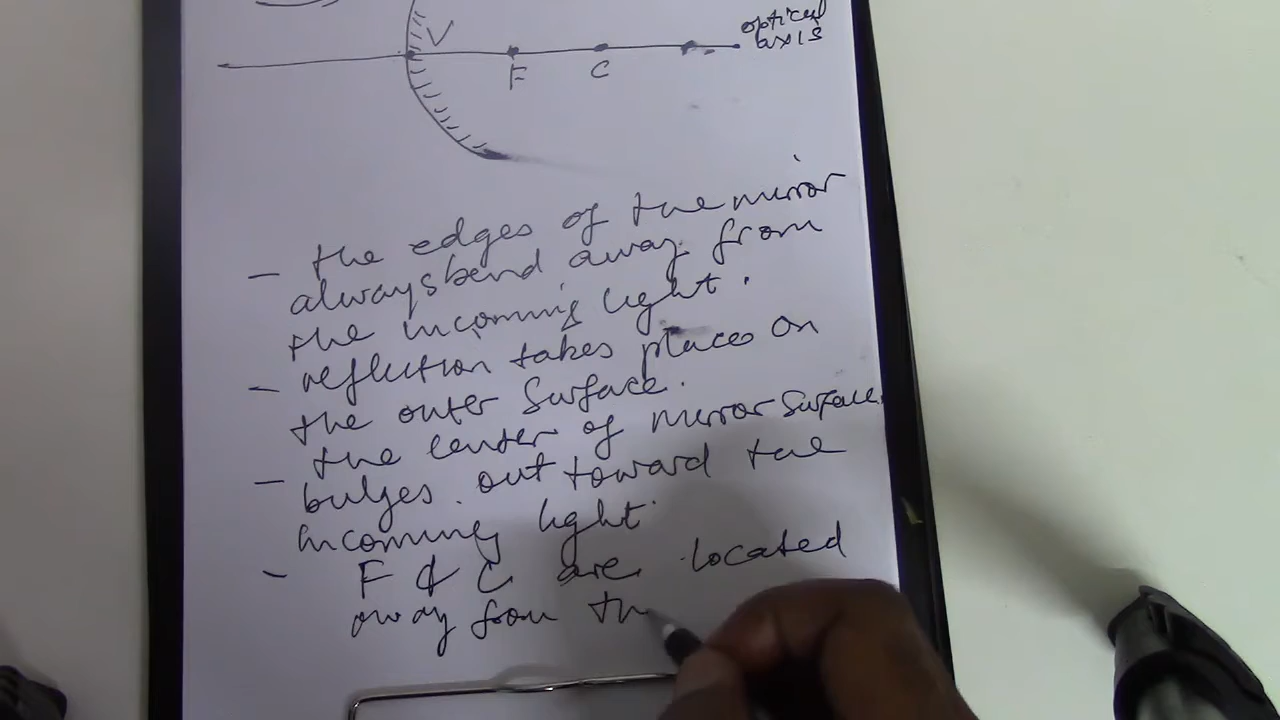 optical
axis
V
F
C
- the edges of the mirror
always bend away from
the incoming light.
- reflection takes places on
the outer surface.
- the center of mirror surface
bulges out toward the
incoming light.
- F & C are located
away from th